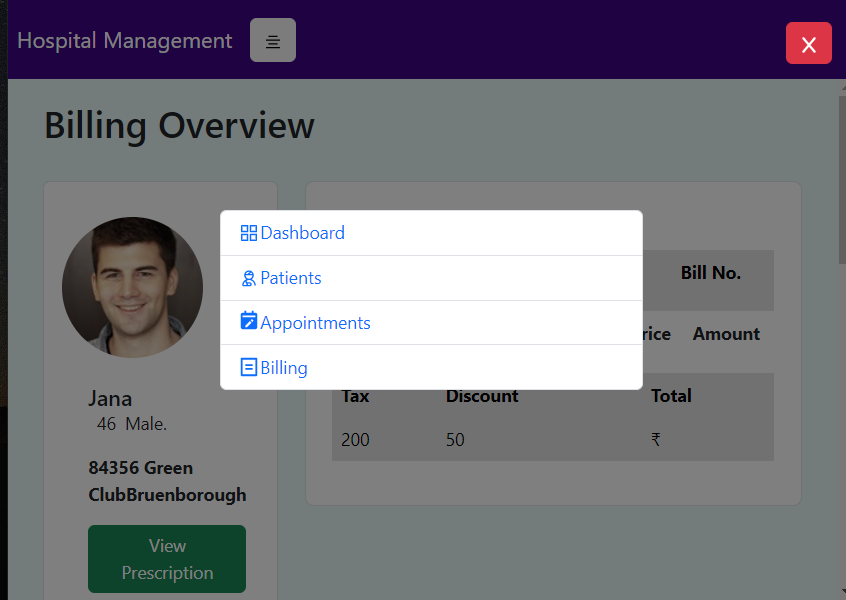 Hospital Management
X
Billing Overview
Dashboard
Patients
Appointments
Billing
Bill No.
Amount
Tax Discount Total
200 50 ₹
Jana
46 Male.
84356 Green
ClubBruenborough
View
Prescription